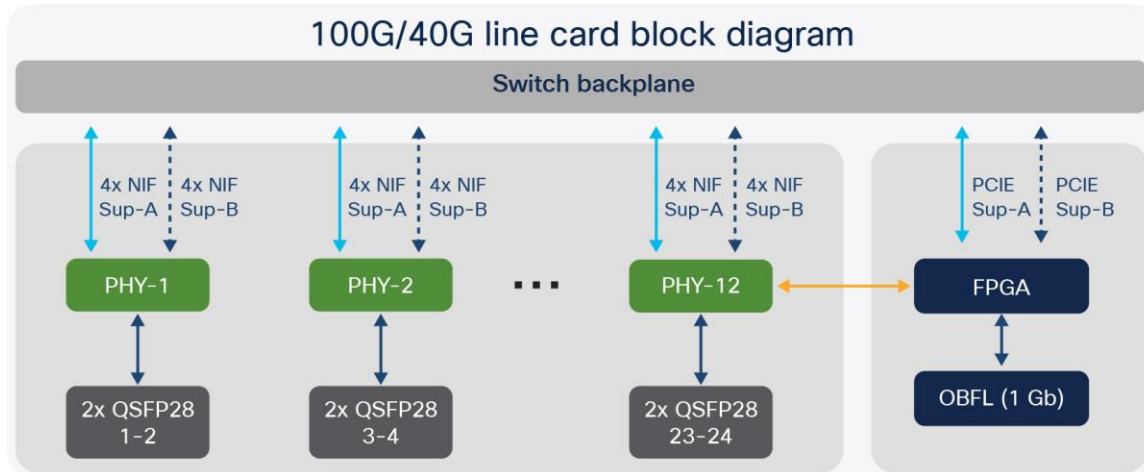 100G/40G line card block diagram
Switch backplane
4x NIF
Sup-A
4x NIF
Sup-B
4x NIF
Sup-A
4x NIF
Sup-B
4x NIF
Sup-A
4x NIF
Sup-B
PCIE
Sup-A
PCIE
Sup-B
PHY-1
PHY-2
...
PHY-12
FPGA
2x QSFP28
1-2
2x QSFP28
3-4
2x QSFP28
23-24
OBFL (1 Gb)